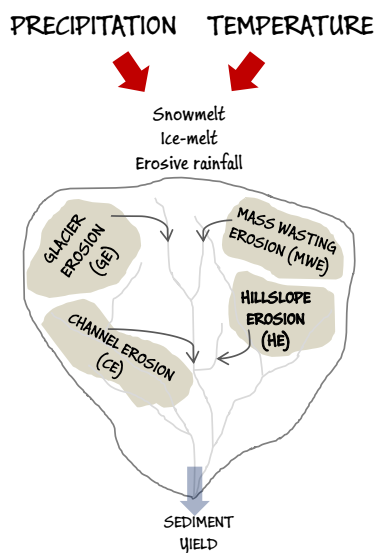 PRECIPITATION TEMPERATURE
Snowmelt
Ice-melt
Erosive rainfall
GLACIER
EROSION
(GE)
MASS WASTING
EROSION (MWE)
HILLSLOPE
EROSION
(HE)
CHANNEL EROSION
(CE)
SEDIMENT
YIELD